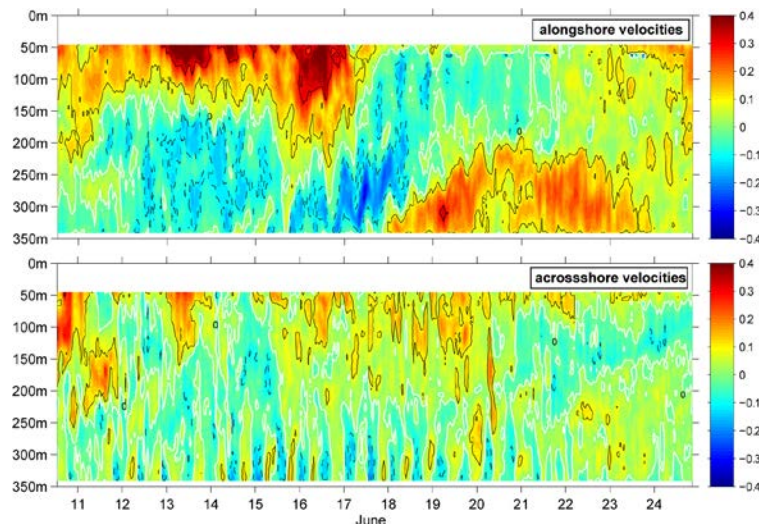 alongshore velocities
0m
50m
100m
150m
200m
250m
300m
350m
0.4
0.3
0.2
0.1
0
−0.1
−0.2
−0.3
−0.4
acrossshore velocities
0m
50m
100m
150m
200m
250m
300m
350m
0.4
0.3
0.2
0.1
0
−0.1
−0.2
−0.3
−0.4
11 12 13 14 15 16 17 18 19 20 21 22 23 24
June